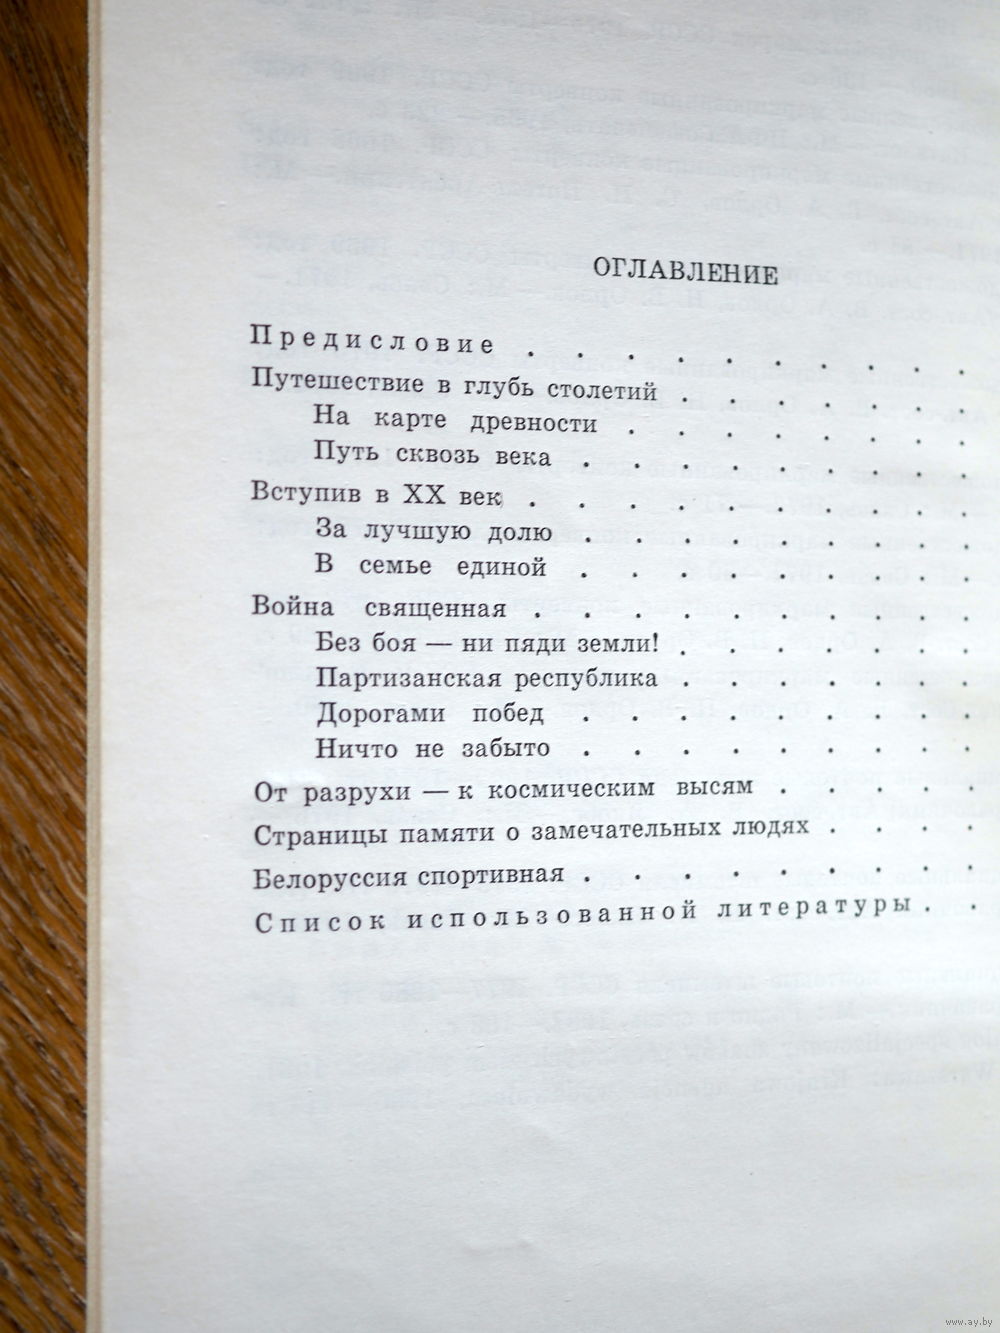 ОГЛАВЛЕНИЕ
Предисловие . . . . . . . . . .
Путешествие в глубь столетий . . . . . . .
На карте древности . . . . . . . .
Путь сквозь века . . . . . . . . .
Вступив в XX век . . . . . . . . . .
За лучшую долю . . . . . . . . .
В семье единой . . . . . . . . .
Война священная . . . . . . . . . .
Без боя — ни пяди земли! . . . . . . .
Партизанская республика . . . . . . .
Дорогами побед . . . . . . . . .
Ничто не забыто . . . . . . . . .
От разрухи — к космическим высям . . . . .
Страницы памяти о замечательных людях . . . .
Белоруссия спортивная . . . . . . . . .
Список использованной литературы . .
www.ay.by